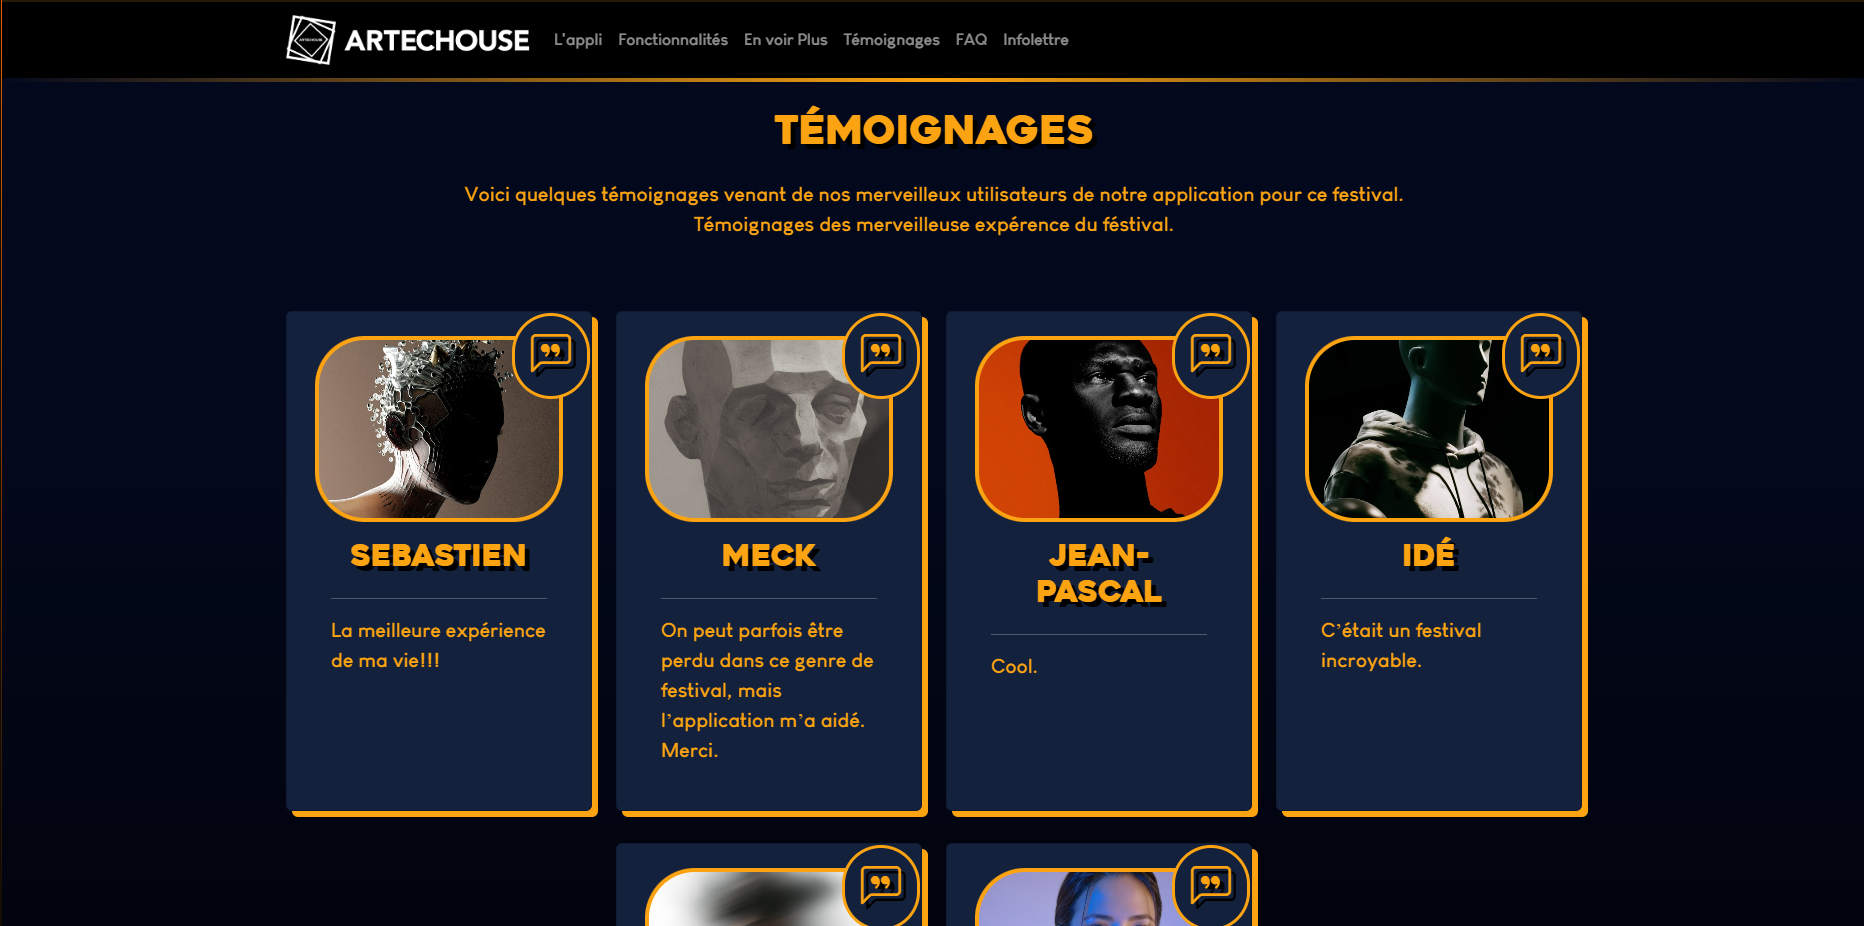 ARTECHOUSE
L'appli Fonctionnalités En voir Plus Témoignages FAQ Infolettre
TÉMOIGNAGES
Voici quelques témoignages venant de nos merveilleux utilisateurs de notre application pour ce festival.
Témoignages des merveilleuse expérence du féstival.
SEBASTIEN
La meilleure expérience
de ma vie!!!
MECK
On peut parfois être
perdu dans ce genre de
festival, mais
l’application m’a aidé.
Merci.
JEAN-
PASCAL
Cool.
IDÉ
C’était un festival
incroyable.